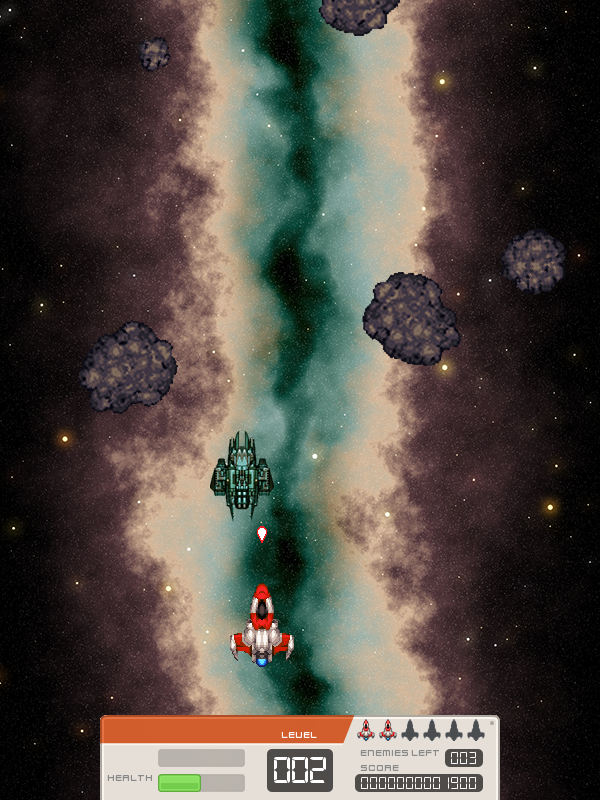 LEVEL
ENEMIES LEFT 003
SCORE
HEALTH 002 000000000 1900